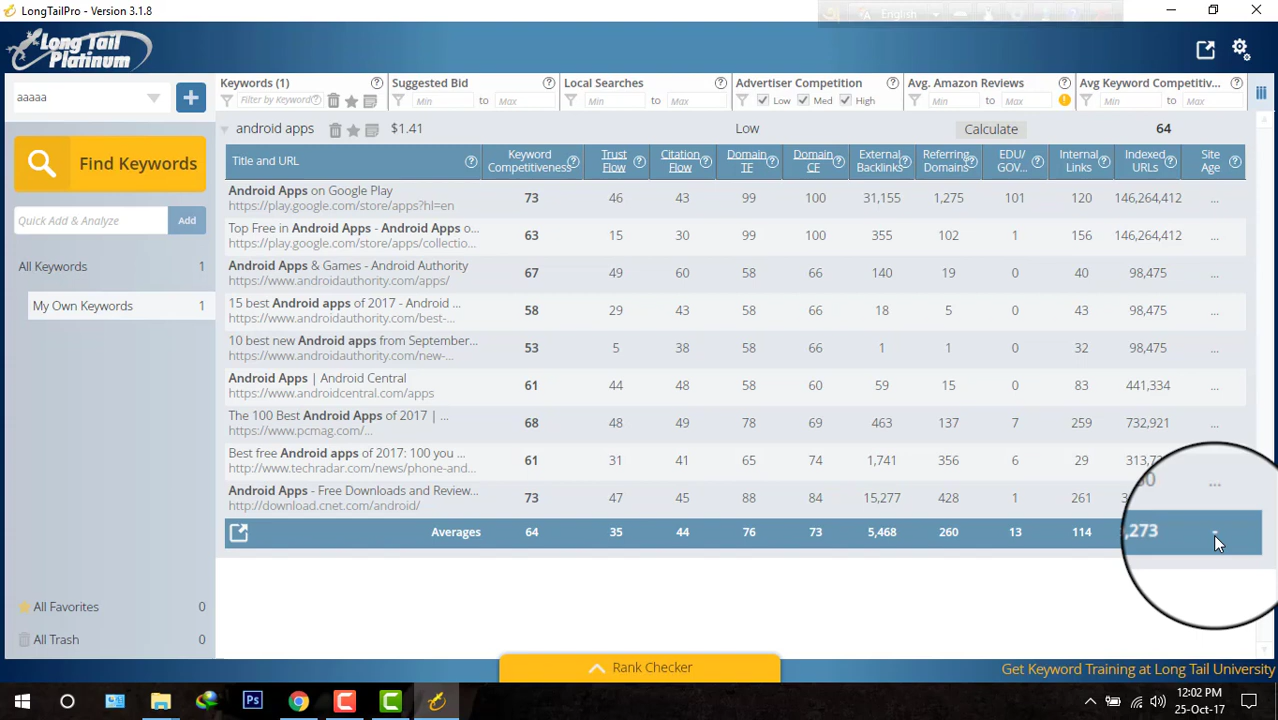 LongTailPro - Version 3.1.8
English
Long Tail
Platinum
aaaaa
Find Keywords
Quick Add & Analyze
Add
All Keywords 1
My Own Keywords 1
All Favorites 0
All Trash 0
Keywords (1) Suggested Bid Local Searches Advertiser Competition Avg. Amazon Reviews Avg Keyword Competitiv...
Filter by Keyword Min to Max Min to Max Low Med High Min to Max Min to Max
android apps $1.41 Low Calculate 64
Title and URL Keyword Competitiveness Trust Flow Citation Flow Domain TF Domain CF External Backlinks Referring Domains EDU/ GOV... Internal Links Indexed URLs Site Age
Android Apps on Google Play
https://play.google.com/store/apps?hl=en
73 46 43 99 100 31,155 1,275 101 120 146,264,412 ...
Top Free in Android Apps - Android Apps o...
https://play.google.com/store/apps/collectio...
63 15 30 99 100 355 102 1 156 146,264,412 ...
Android Apps & Games - Android Authority
https://www.androidauthority.com/apps/
67 49 60 58 66 140 19 0 40 98,475 ...
15 best Android apps of 2017 - Android ...
https://www.androidauthority.com/best-...
58 29 43 58 66 18 5 0 43 98,475 ...
10 best new Android apps from September...
https://www.androidauthority.com/new-...
53 5 38 58 66 1 1 0 32 98,475 ...
Android Apps | Android Central
https://www.androidcentral.com/apps
61 44 48 58 60 59 15 0 83 441,334 ...
The 100 Best Android Apps of 2017 | ...
https://www.pcmag.com/...
68 48 49 78 69 463 137 7 259 732,921 ...
Best free Android apps of 2017: 100 you ...
http://www.techradar.com/news/phone-and...
61 31 41 65 74 1,741 356 6 29
Android Apps - Free Downloads and Review...
http://download.cnet.com/android/
73 47 45 88 84 15,277 428 1 261 ...
Averages 64 35 44 76 73 5,468 260 13 114 ,273 -
Rank Checker
Get Keyword Training at Long Tail University
12:02 PM
25-Oct-17